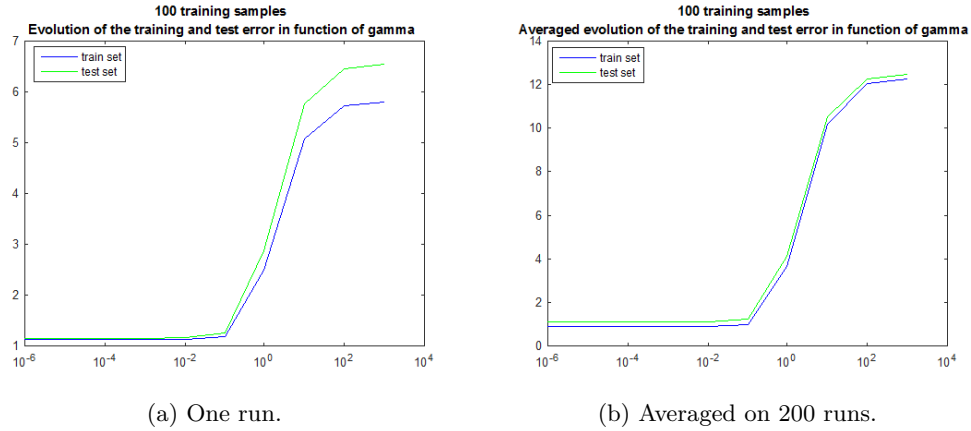 100 training samples
Evolution of the training and test error in function of gamma
7
6
5
4
3
2
1
train set
test set
10^-6
10^-4
10^-2
10^0
10^2
10^4
(a) One run.
100 training samples
Averaged evolution of the training and test error in function of gamma
14
12
10
8
6
4
2
0
train set
test set
10^-6
10^-4
10^-2
10^0
10^2
10^4
(b) Averaged on 200 runs.